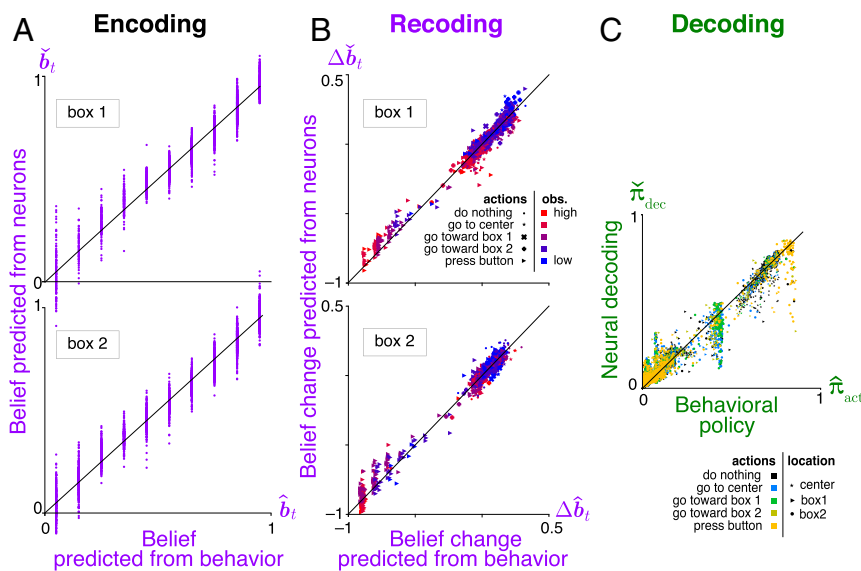 A
Encoding
b̌t
1
box 1
0
Belief predicted from neurons
1
box 2
0
0
1
b̂t
Belief
predicted from behavior
B
Recoding
Δb̌t
0.5
box 1
actions
obs.
do nothing
high
go to center
go toward box 1
go toward box 2
press button
low
−1
Belief change predicted from neurons
0.5
box 2
−1
−1
0.5
Δb̂t
Belief change
predicted from behavior
C
Decoding
π̌dec
1
Neural decoding
0
0
1
π̂act
Behavioral
policy
actions
location
do nothing
go to center
center
go toward box 1
box1
go toward box 2
box2
press button